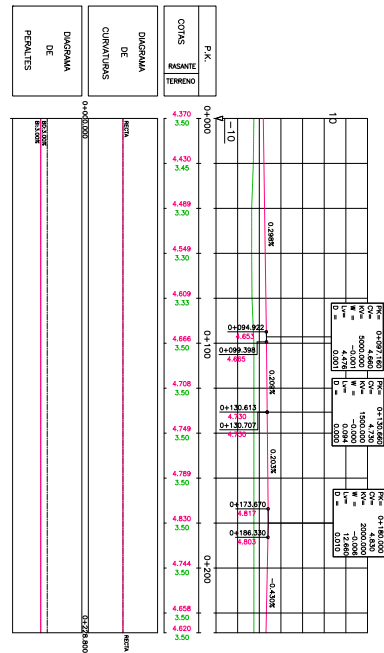 10
-10
P.K.
0+000
0+100
0+200
COTAS
RASANTE
TERRENO
4.370
3.50
4.430
3.45
4.489
3.30
4.549
3.30
4.609
3.33
4.666
3.50
4.708
3.50
4.749
3.50
4.789
3.50
4.830
3.50
4.744
3.50
4.658
3.50
4.620
3.50
0.298%
0.209%
0.203%
-0.430%
0+094.922
4.653
0+099.398
4.665
0+130.613
4.730
0+130.707
4.730
0+173.670
4.817
0+186.330
4.803
PK= 0+097.160
CV= 4.660
KV= 5000.000
W = -0.001
Lv= 4.476
D = 0.001
PK= 0+130.660
CV= 4.730
KV= 1500.000
W = -0.000
Lv= 0.094
D = 0.000
PK= 0+180.000
CV= 4.830
KV= 2000.000
W = -0.006
Lv= 12.660
D = 0.010
DIAGRAMA
DE
CURVATURAS
RECTA
RECTA
DIAGRAMA
DE
PERALTES
0+000.000
0+228.800